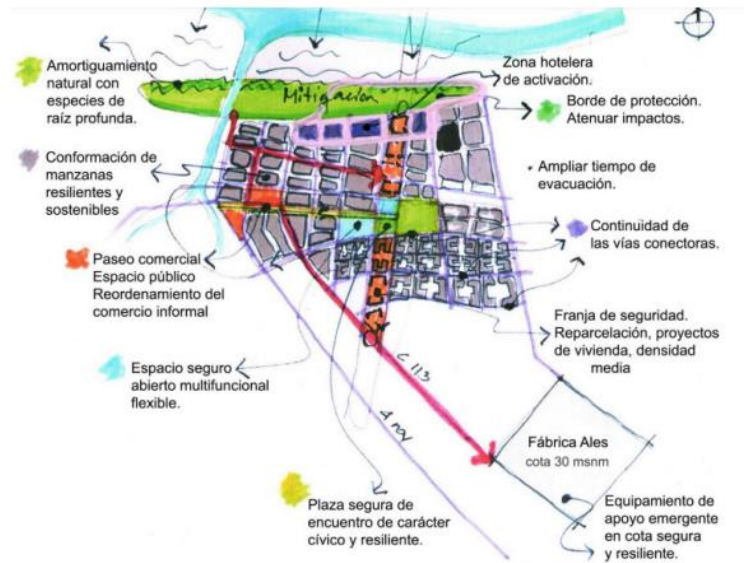 Amortiguamiento
natural con
especies de
raíz profunda.
Conformación de
manzanas
resilientes y
sostenibles
Paseo comercial
Espacio público
Reordenamiento del
comercio informal
Espacio seguro
abierto multifuncional
flexible.
Plaza segura de
encuentro de carácter
cívico y resiliente.
Mitigación
Zona hotelera
de activación.
Borde de protección.
Atenuar impactos.
Ampliar tiempo de
evacuación.
Continuidad de
las vías conectoras.
Franja de seguridad.
Reparcelación, proyectos
de vivienda, densidad
media
C 113
4 nov
Fábrica Ales
cota 30 msnm
Equipamiento de
apoyo emergente
en cota segura
y resiliente.